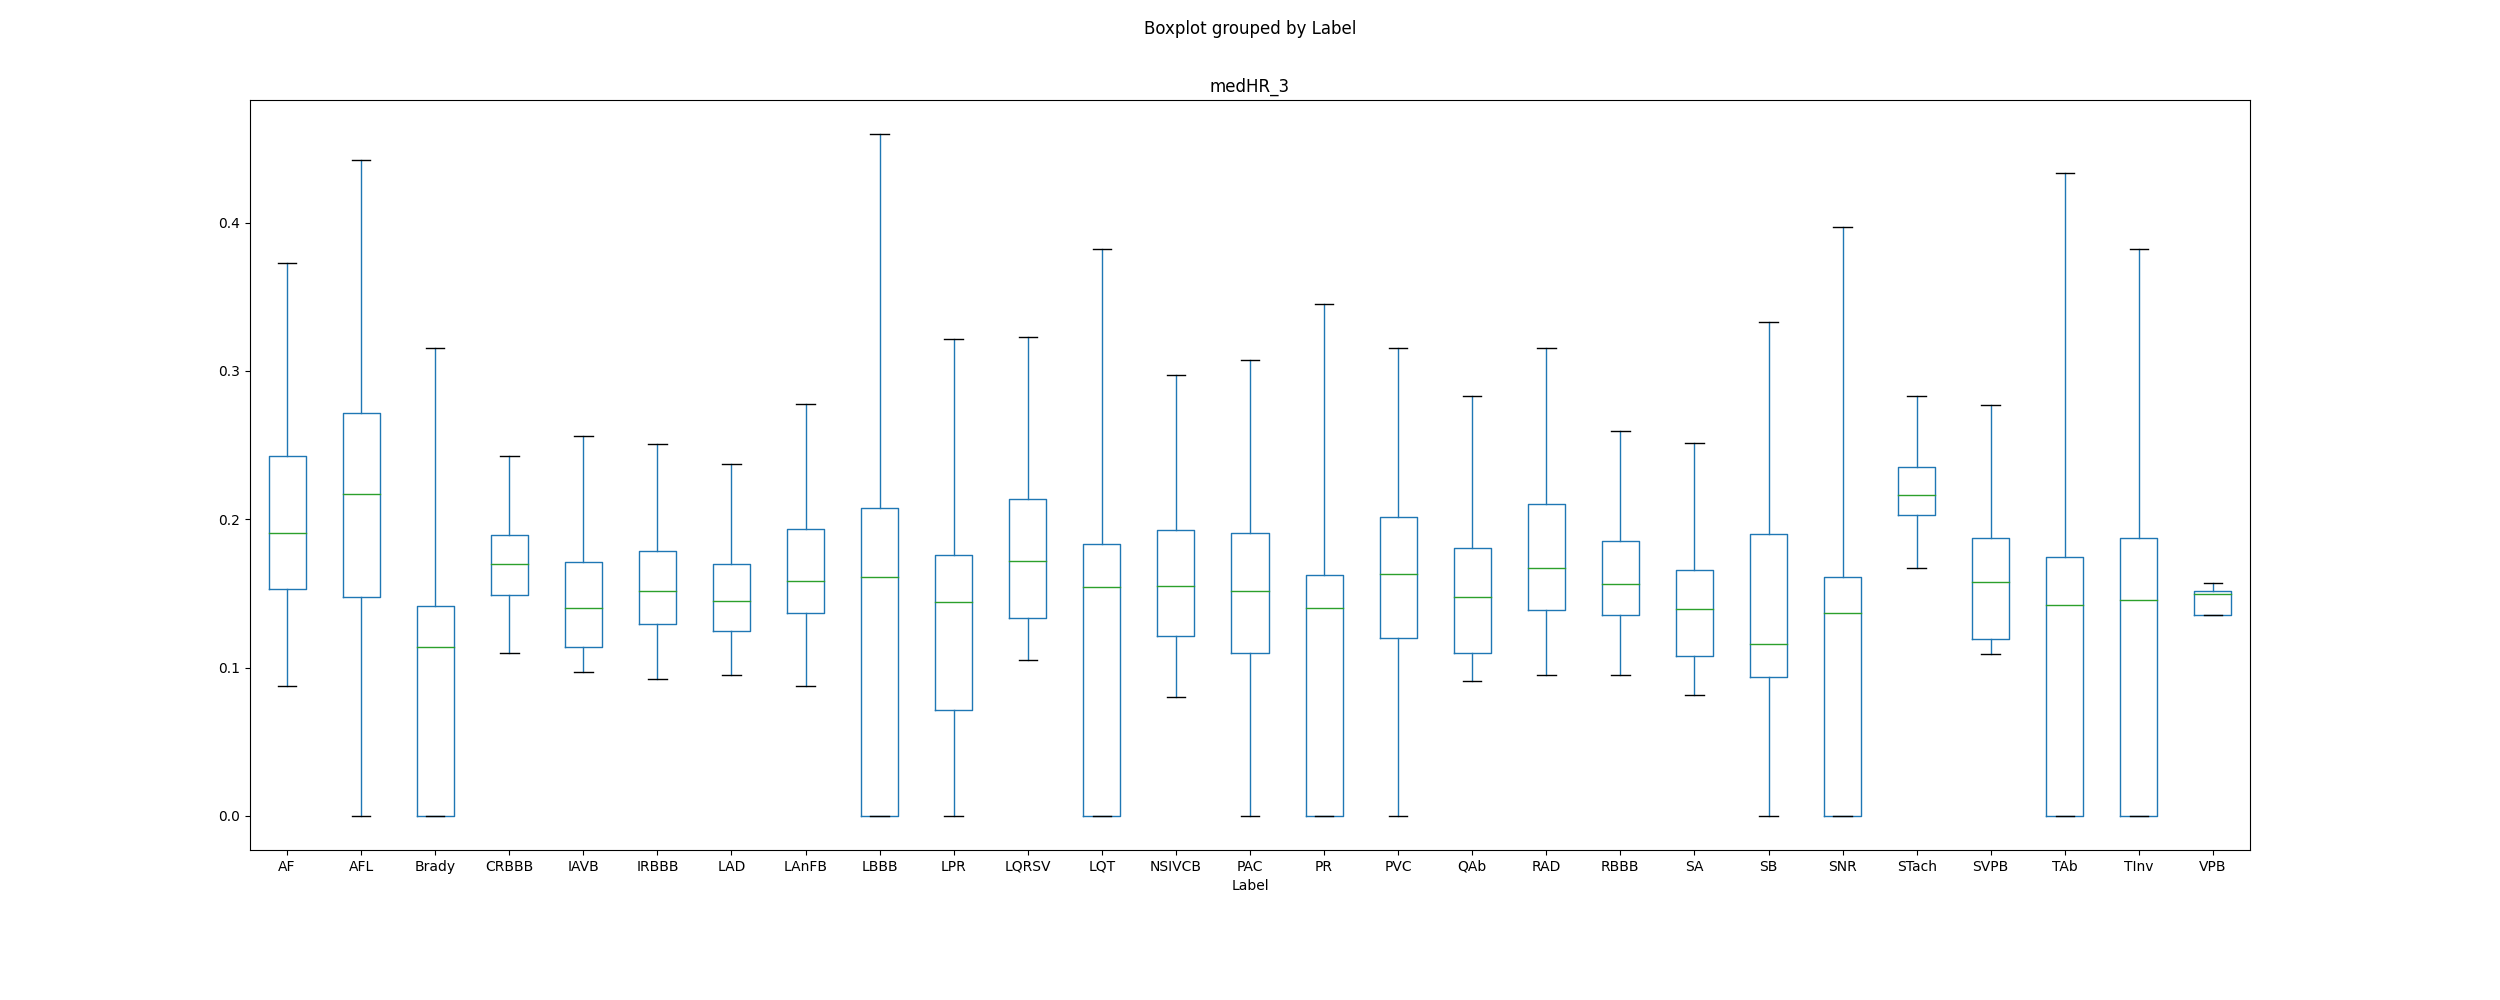 Boxplot grouped by Label
medHR_3
0.4
0.3
0.2
0.1
0.0
AF AFL Brady CRBBB IAVB IRBBB LAD LAnFB LBBB LPR LQRSV LQT NSIVCB PAC PR PVC QAb RAD RBBB SA SB SNR STach SVPB TAb TInv VPB
Label